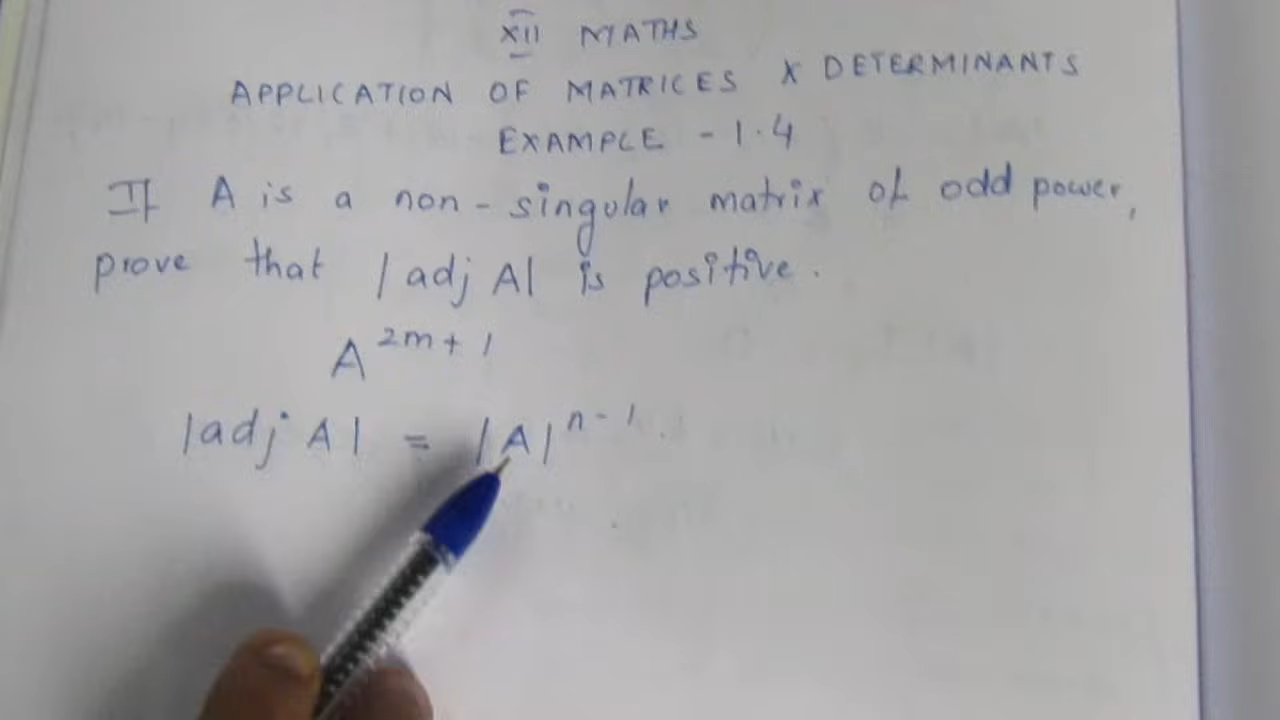 XII MATHS
APPLICATION OF MATRICES & DETERMINANTS
EXAMPLE - 1.4
If A is a non-singular matrix of odd power,
prove that |adj A| is positive.
A^{2m+1}
|adj A| = |A|^{n-1}